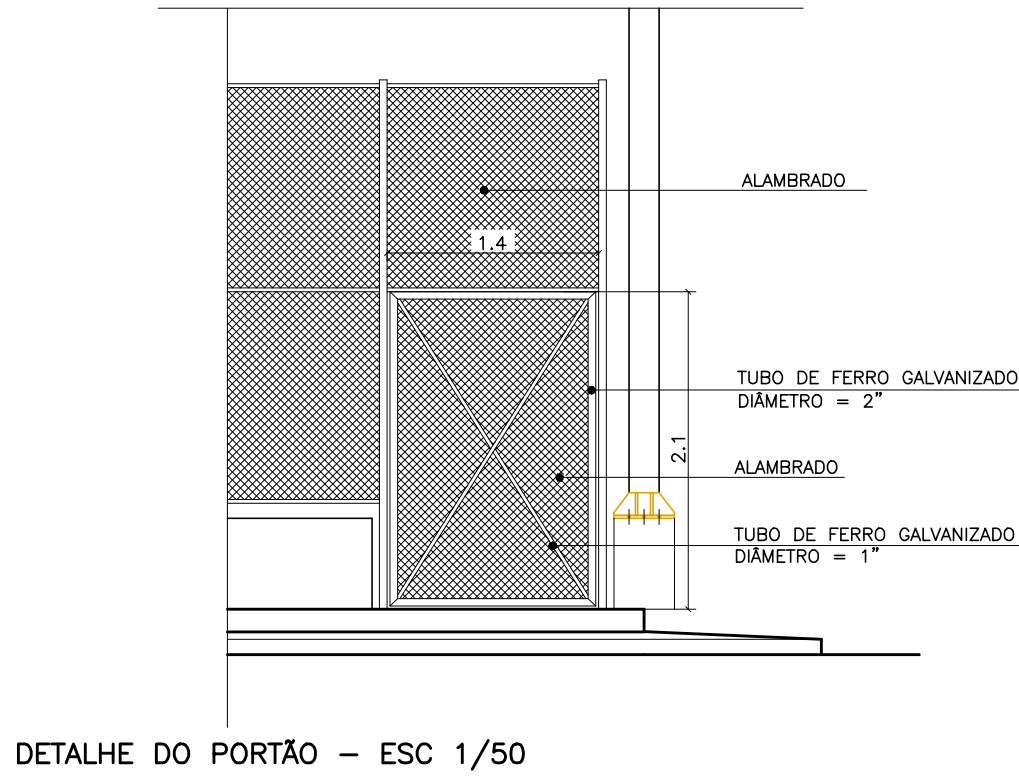 ALAMBRADO
1.4
TUBO DE FERRO GALVANIZADO
DIÂMETRO = 2"
2.1
ALAMBRADO
TUBO DE FERRO GALVANIZADO
DIÂMETRO = 1"
DETALHE DO PORTÃO – ESC 1/50